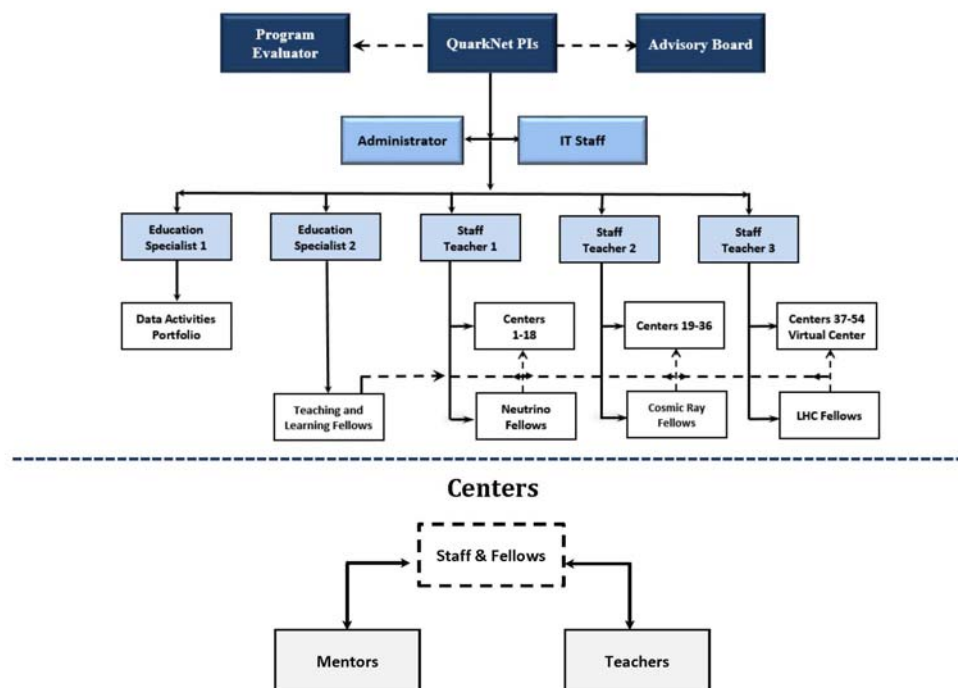 Program
Evaluator
QuarkNet PIs
Advisory Board
Administrator
IT Staff
Education
Specialist 1
Education
Specialist 2
Staff
Teacher 1
Staff
Teacher 2
Staff
Teacher 3
Data Activities
Portfolio
Centers
1-18
Centers 19-36
Centers 37-54
Virtual Center
Teaching and
Learning Fellows
Neutrino
Fellows
Cosmic Ray
Fellows
LHC Fellows
Centers
Staff & Fellows
Mentors
Teachers